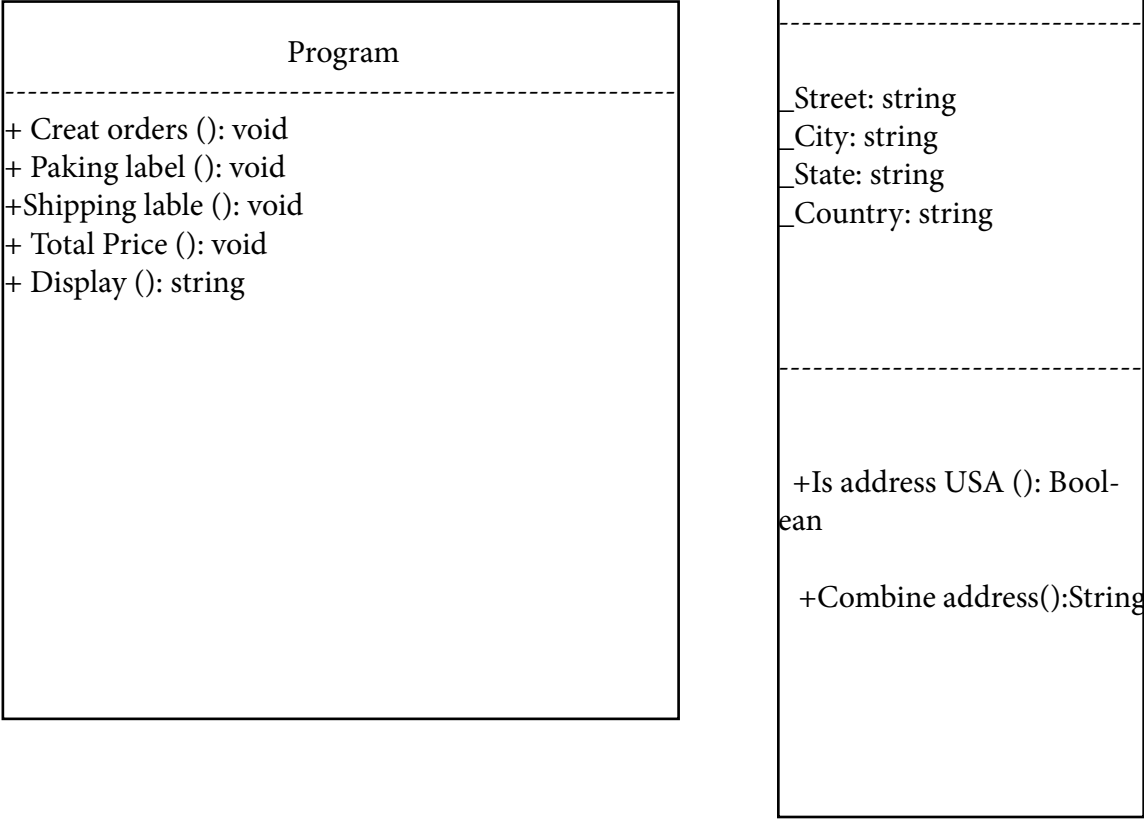 Program
+ Creat orders (): void
+ Paking label (): void
+Shipping lable (): void
+ Total Price (): void
+ Display (): string
_Street: string
_City: string
_State: string
_Country: string
+Is address USA (): Bool-
ean
+Combine address():String